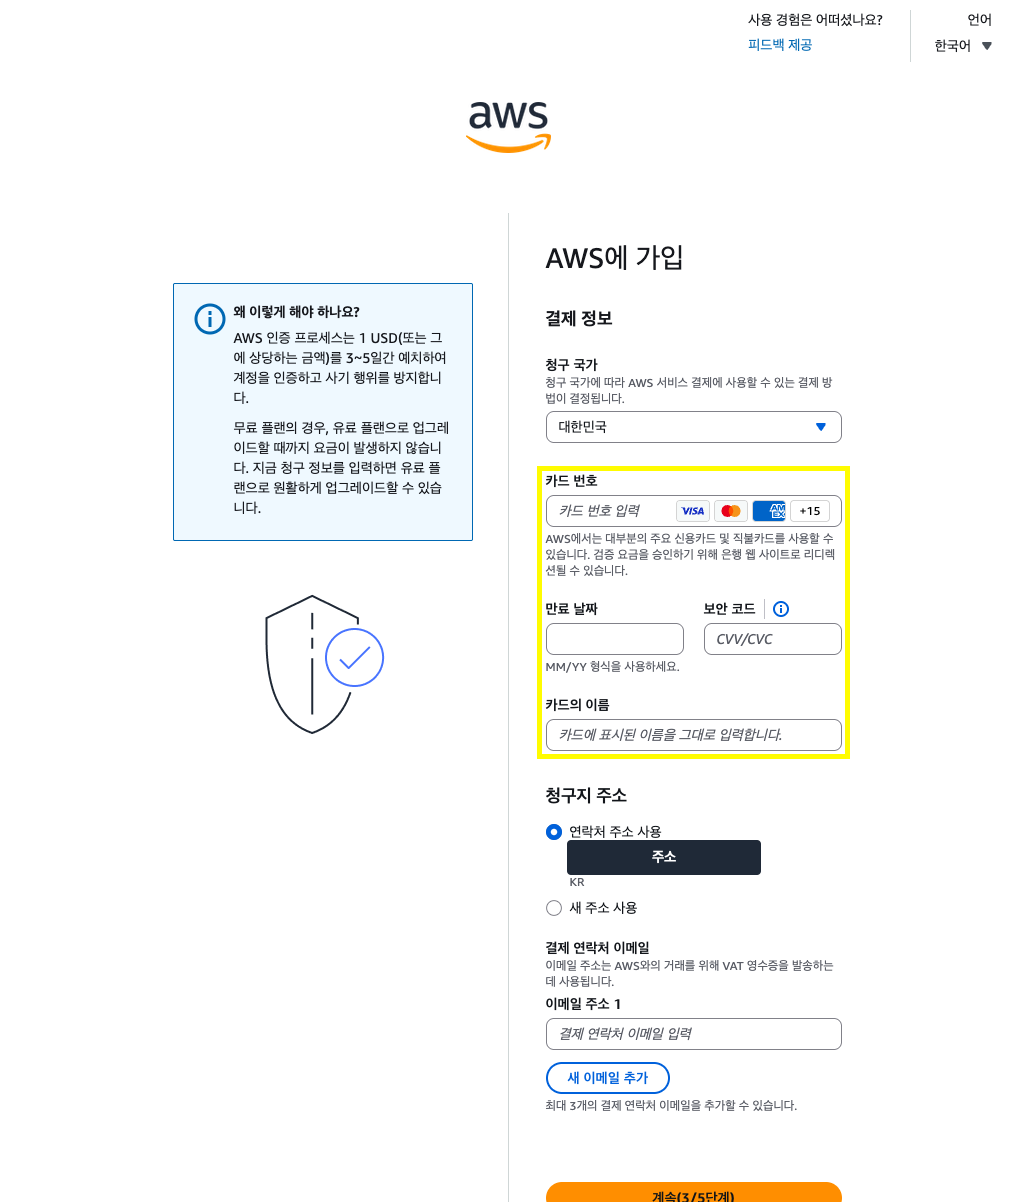 사용 경험은 어떠셨나요?
피드백 제공
언어
한국어
aws
왜 이렇게 해야 하나요?
AWS 인증 프로세스는 1 USD(또는 그
에 상당하는 금액)를 3~5일간 예치하여
계정을 인증하고 사기 행위를 방지합니
다.
무료 플랜의 경우, 유료 플랜으로 업그레
이드할 때까지 요금이 발생하지 않습니
다. 지금 청구 정보를 입력하면 유료 플
랜으로 원활하게 업그레이드할 수 있습
니다.
AWS에 가입
결제 정보
청구 국가
청구 국가에 따라 AWS 서비스 결제에 사용할 수 있는 결제 방
법이 결정됩니다.
대한민국
카드 번호
카드 번호 입력 VISA AM EX +15
AWS에서는 대부분의 주요 신용카드 및 직불카드를 사용할 수
있습니다. 검증 요금을 승인하기 위해 은행 웹 사이트로 리디렉
션될 수 있습니다.
만료 날짜
보안 코드
CVV/CVC
MM/YY 형식을 사용하세요.
카드의 이름
카드에 표시된 이름을 그대로 입력합니다.
청구지 주소
연락처 주소 사용
주소
KR
새 주소 사용
결제 연락처 이메일
이메일 주소는 AWS와의 거래를 위해 VAT 영수증을 발송하는
데 사용됩니다.
이메일 주소 1
결제 연락처 이메일 입력
새 이메일 추가
최대 3개의 결제 연락처 이메일을 추가할 수 있습니다.
계속(3/5단계)